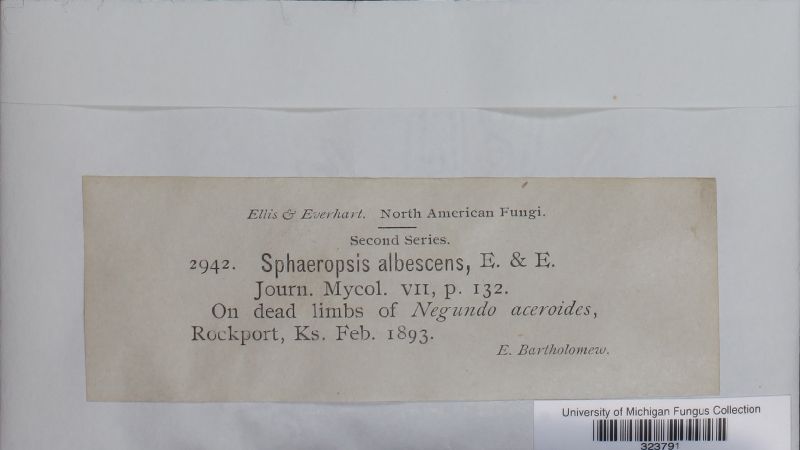 Ellis & Everhart. North American Fungi.
Second Series.
2942. Sphaeropsis albescens, E. & E.
Journ. Mycol. VII, p. 132.
On dead limbs of Negundo aceroides,
Rockport, Ks. Feb. 1893.
E. Bartholomew.
University of Michigan Fungus Collection
323791